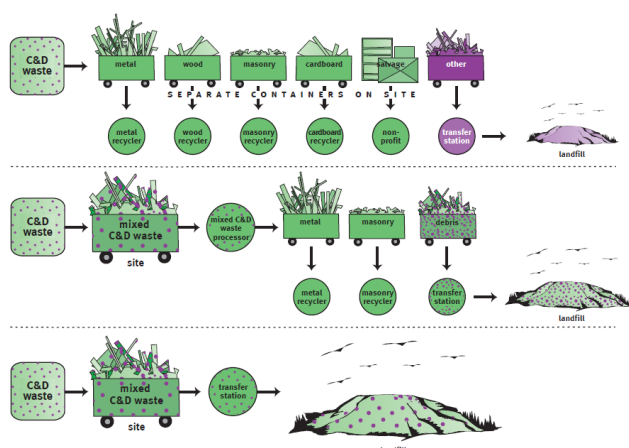 C&D
waste
metal
wood
masonry
cardboard
salvage
other
SEPARATE CONTAINERS ON SITE
metal
recycler
wood
recycler
masonry
recycler
cardboard
recycler
non-
profit
transfer
station
landfill
C&D
waste
mixed
C&D waste
site
mixed C&D
waste
processor
metal
masonry
debris
metal
recycler
masonry
recycler
transfer
station
landfill
C&D
waste
mixed
C&D waste
site
transfer
station